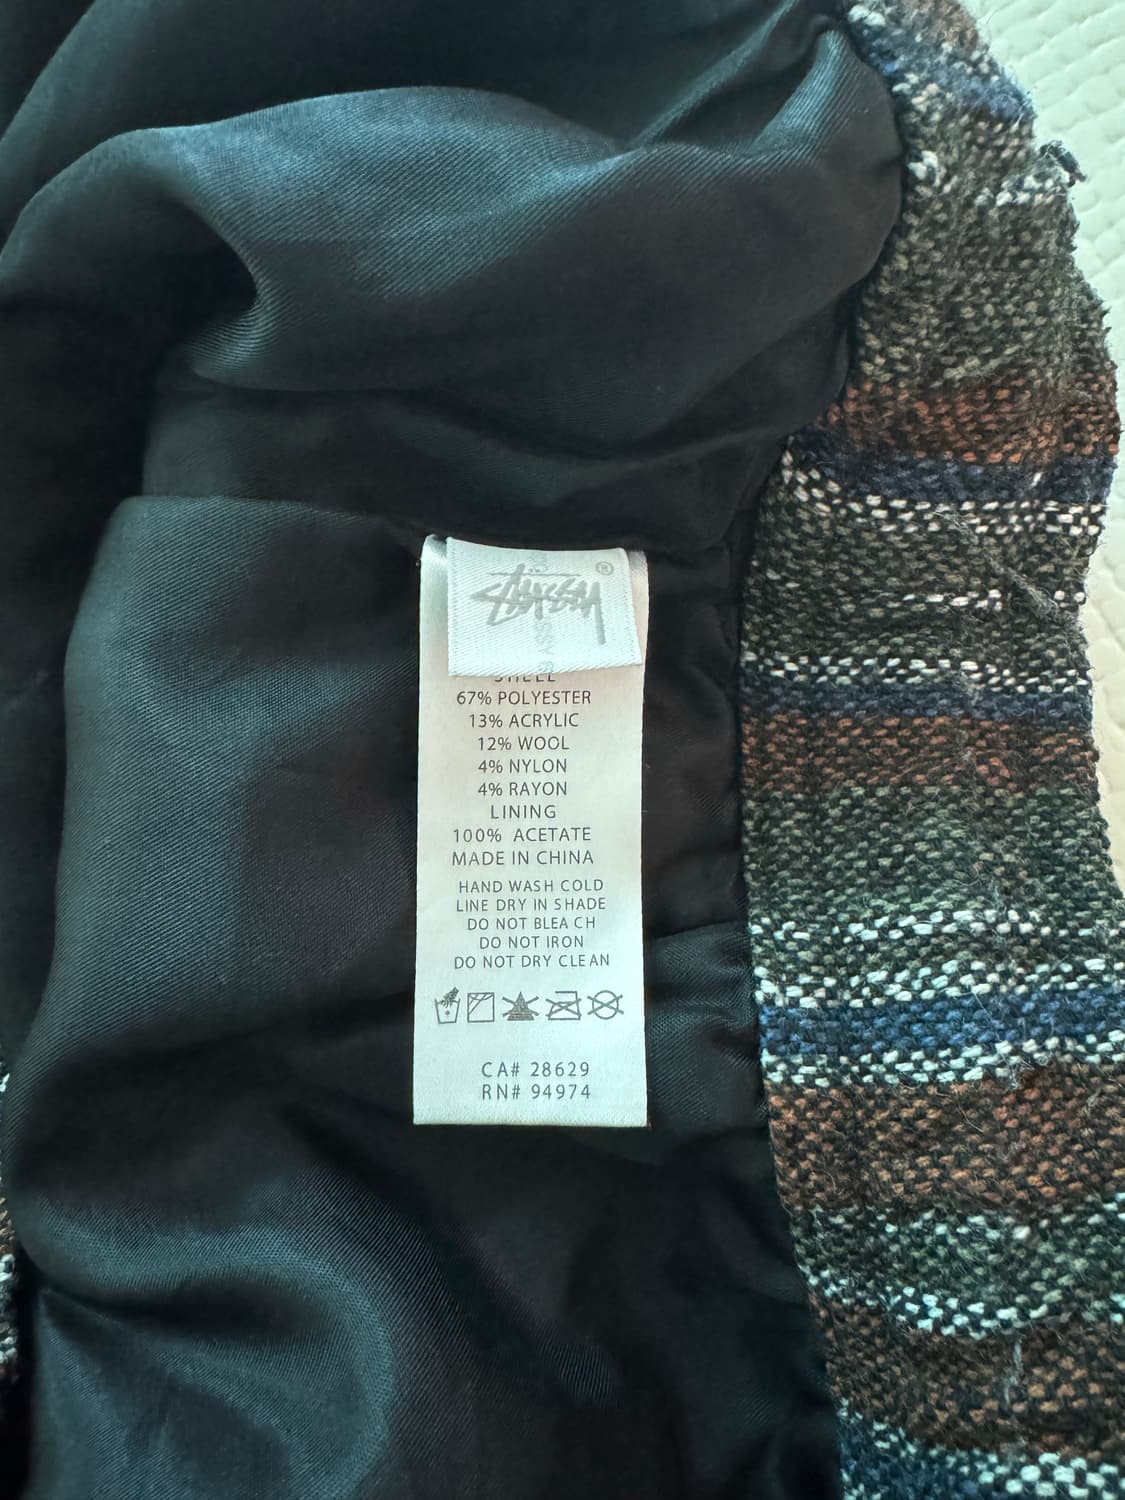 STÜSSY®
SHELL
67% POLYESTER
13% ACRYLIC
12% WOOL
4% NYLON
4% RAYON
LINING
100% ACETATE
MADE IN CHINA
HAND WASH COLD
LINE DRY IN SHADE
DO NOT BLEA CH
DO NOT IRON
DO NOT DRY CLEAN
CA# 28629
RN# 94974